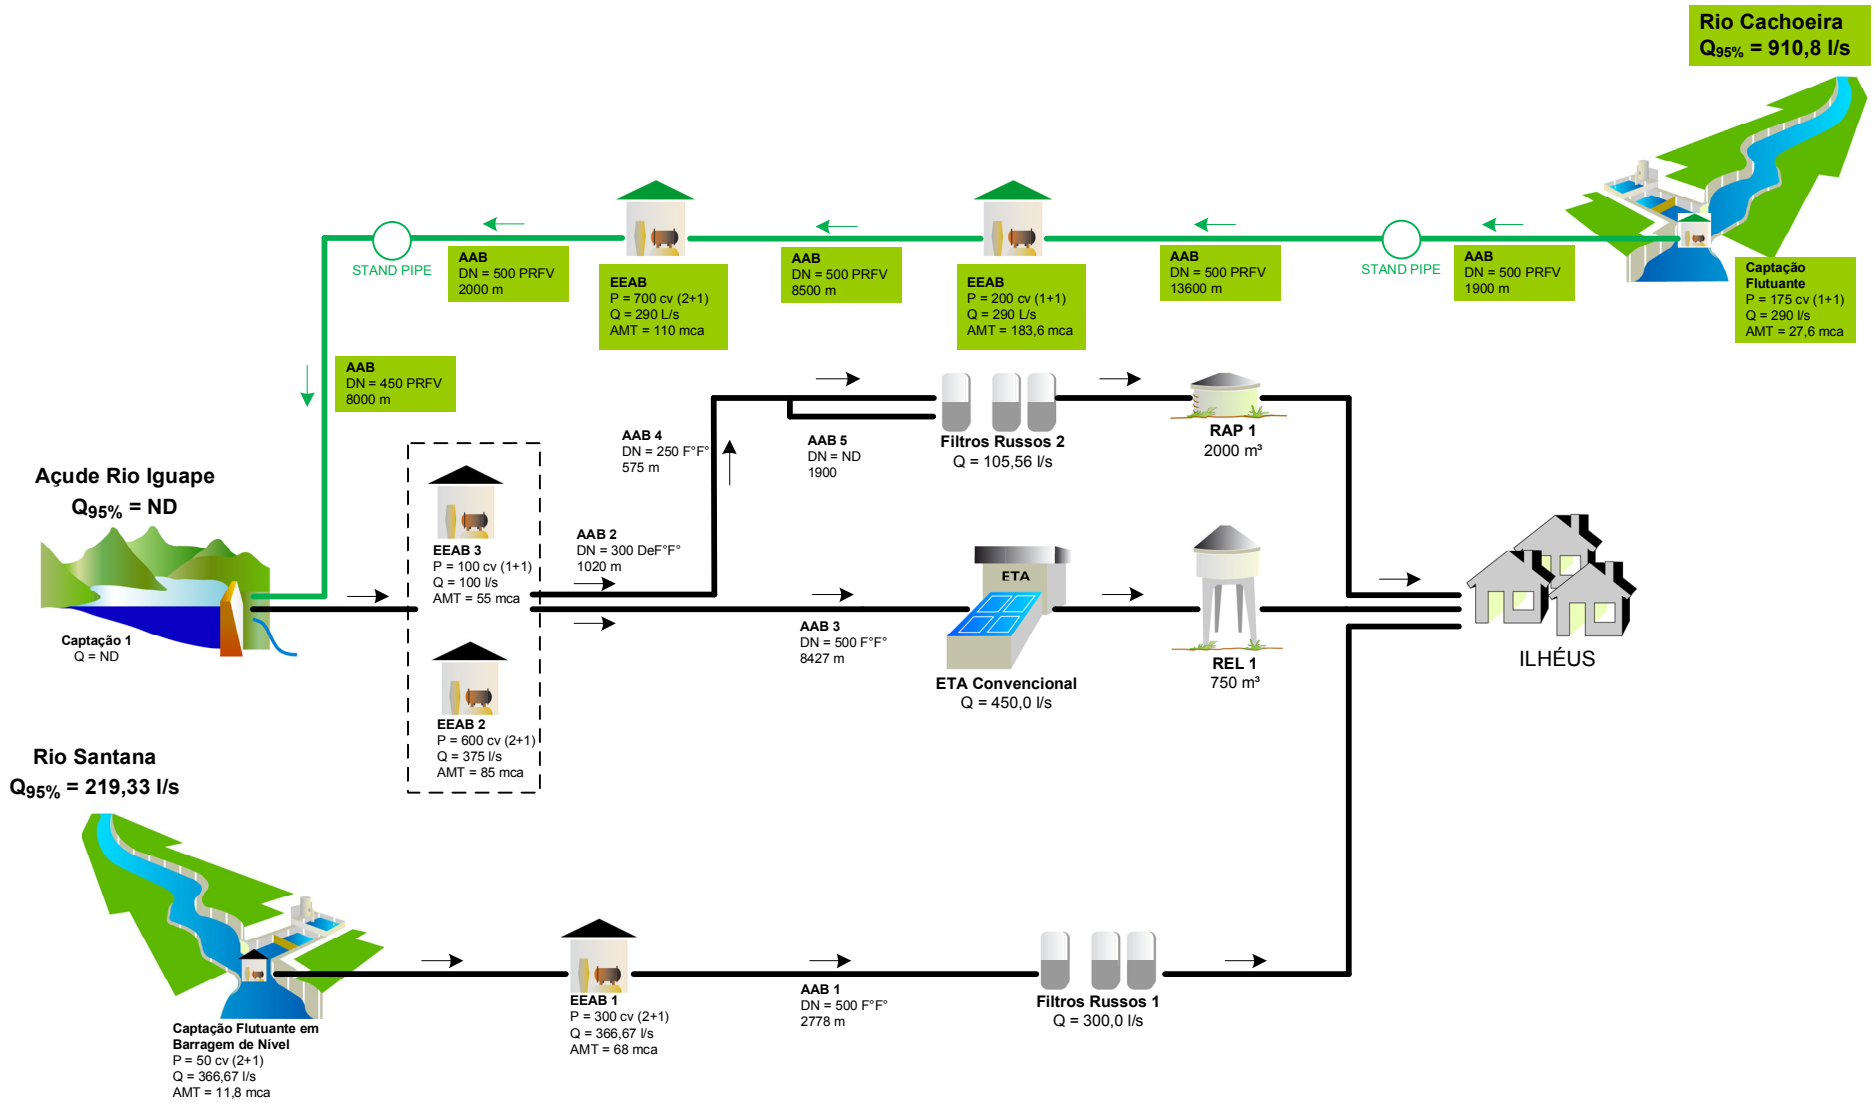 Rio Cachoeira
Q95% = 910,8 l/s
STAND PIPE
AAB
DN = 500 PRFV
2000 m
EEAB
P = 700 cv (2+1)
Q = 290 L/s
AMT = 110 mca
AAB
DN = 500 PRFV
8500 m
EEAB
P = 200 cv (1+1)
Q = 290 L/s
AMT = 183,6 mca
AAB
DN = 500 PRFV
13600 m
STAND PIPE
AAB
DN = 500 PRFV
1900 m
Captação
Flutuante
P = 175 cv (1+1)
Q = 290 l/s
AMT = 27,6 mca
AAB
DN = 450 PRFV
8000 m
Açude Rio Iguape
Q95% = ND
Captação 1
Q = ND
EEAB 3
P = 100 cv (1+1)
Q = 100 l/s
AMT = 55 mca
EEAB 2
P = 600 cv (2+1)
Q = 375 l/s
AMT = 85 mca
AAB 2
DN = 300 DeF°F°
1020 m
AAB 4
DN = 250 F°F°
575 m
AAB 5
DN = ND
1900
Filtros Russos 2
Q = 105,56 l/s
RAP 1
2000 m³
AAB 3
DN = 500 F°F°
8427 m
ETA
ETA Convencional
Q = 450,0 l/s
REL 1
750 m³
ILHÉUS
Rio Santana
Q95% = 219,33 l/s
Captação Flutuante em
Barragem de Nível
P = 50 cv (2+1)
Q = 366,67 l/s
AMT = 11,8 mca
EEAB 1
P = 300 cv (2+1)
Q = 366,67 l/s
AMT = 68 mca
AAB 1
DN = 500 F°F°
2778 m
Filtros Russos 1
Q = 300,0 l/s